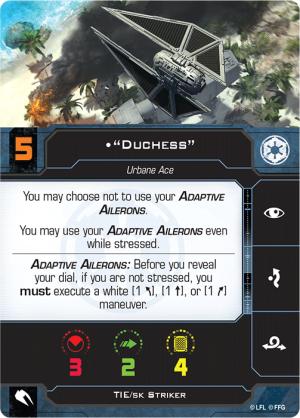 5
•"Duchess"
Urbane Ace
You may choose not to use your Adaptive
Ailerons.
You may use your Adaptive Ailerons even
while stressed.
Adaptive Ailerons: Before you reveal
your dial, if you are not stressed, you
must execute a white (1 ↰), (1 ↑), or (1 ↱)
maneuver.
3 2 4
TIE/sk Striker
© LFL © FFG